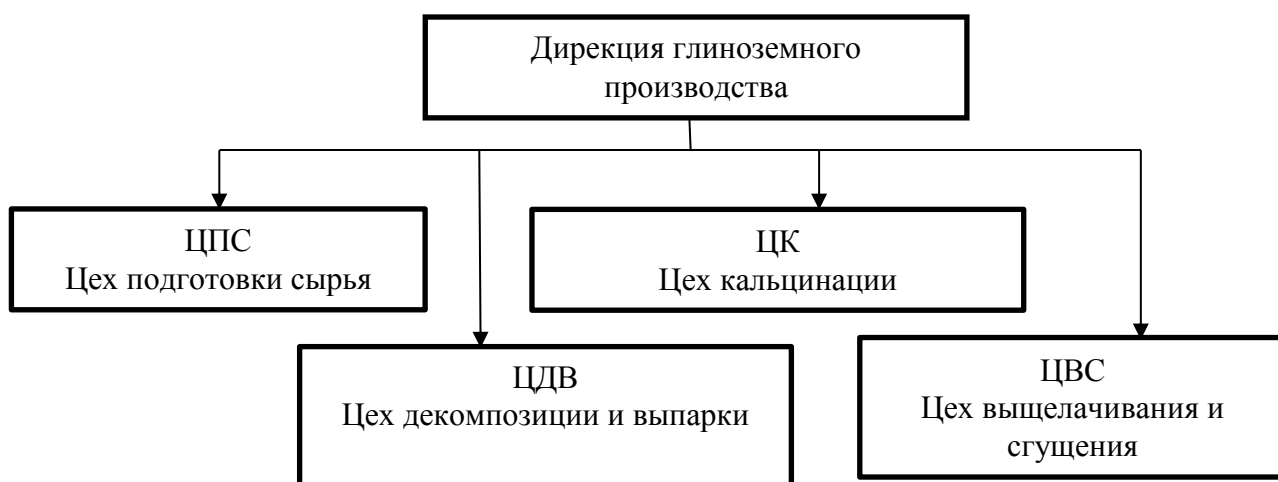 Дирекция глиноземного
производства
ЦПС
Цех подготовки сырья
ЦК
Цех кальцинации
ЦДВ
Цех декомпозиции и выпарки
ЦВС
Цех выщелачивания и
сгущения